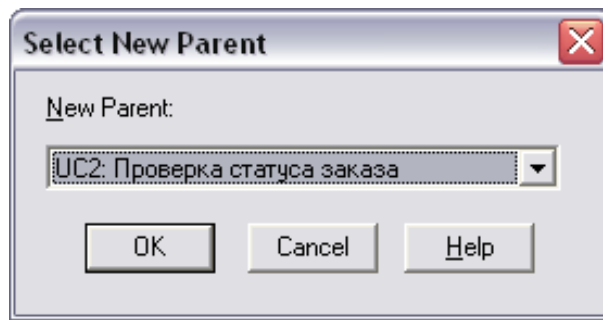 Select New Parent
New Parent:
UC2: Проверка статуса заказа
OK Cancel Help